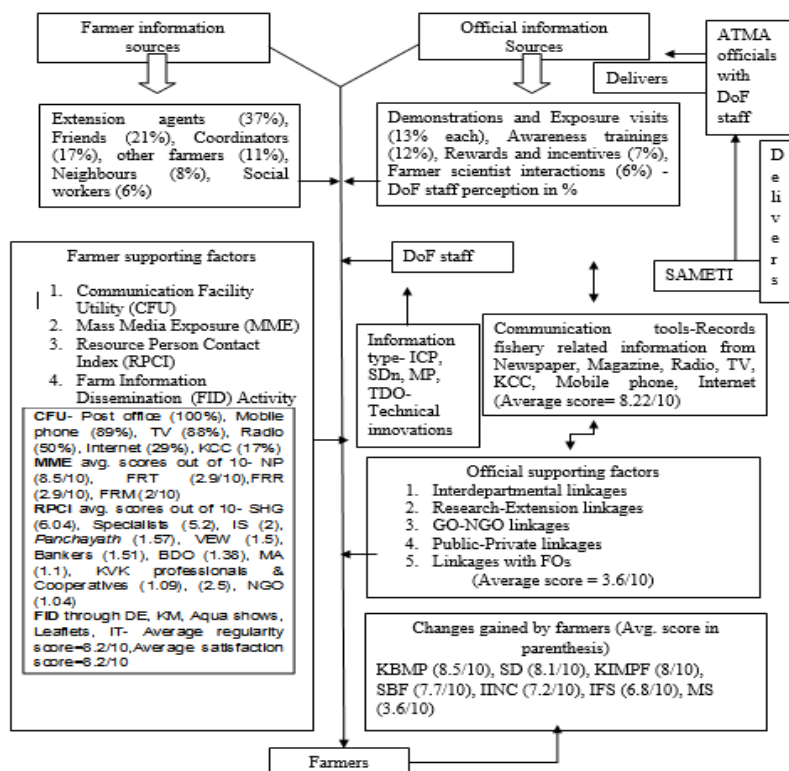 Farmer information
sources
Official information
Sources
ATMA
officials
with
DoF
staff
Delivers
Extension agents (37%),
Friends (21%), Coordinators
(17%), other farmers (11%),
Neighbours (8%), Social
workers (6%)
Demonstrations and Exposure visits
(13% each), Awareness trainings
(12%), Rewards and incentives (7%),
Farmer scientist interactions (6%) -
DoF staff perception in %
D
e
l
i
v
e
r
s
SAMETI
Farmer supporting factors
1. Communication Facility
Utility (CFU)
2. Mass Media Exposure (MME)
3. Resource Person Contact
Index (RPCI)
4. Farm Information
Dissemination (FID) Activity
CFU- Post office (100%), Mobile
phone (89%), TV (88%), Radio
(50%), Internet (29%), KCC (17%)
MME avg. scores out of 10- NP
(8.5/10), FRT (2.9/10),FRR
(2.9/10), FRM (2/10)
RPCI avg. scores out of 10- SHG
(6.04), Specialists (5.2), IS (2),
Panchayath (1.57), VEW (1.5),
Bankers (1.51), BDO (1.38), MA
(1.1), KVK professionals &
Cooperatives (1.09), (2.5), NGO
(1.04)
FID through DE, KM, Aqua shows,
Leaflets, IT- Average regularity
score=8.2/10,Average satisfaction
score=8.2/10
DoF staff
Information
type- ICP,
SDn, MP,
TDO-
Technical
innovations
Communication tools-Records
fishery related information from
Newspaper, Magazine, Radio, TV,
KCC, Mobile phone, Internet
(Average score= 8.22/10)
Official supporting factors
1. Interdepartmental linkages
2. Research-Extension linkages
3. GO-NGO linkages
4. Public-Private linkages
5. Linkages with FOs
(Average score = 3.6/10)
Changes gained by farmers (Avg. score in
parenthesis)
KBMP (8.5/10), SD (8.1/10), KIMPF (8/10),
SBF (7.7/10), IINC (7.2/10), IFS (6.8/10), MS
(3.6/10)
Farmers